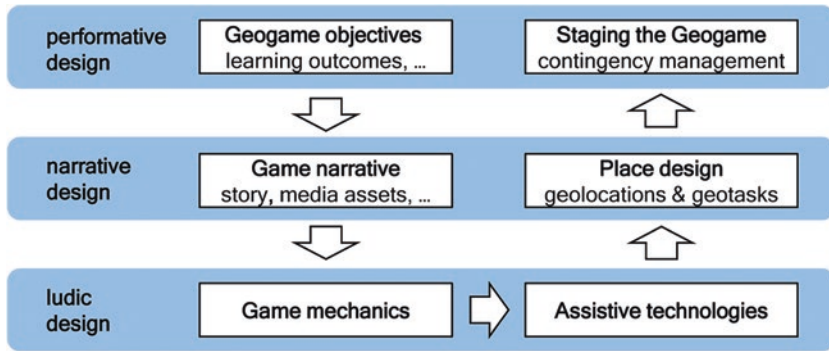 performative
design
Geogame objectives
learning outcomes, ...
Staging the Geogame
contingency management
narrative
design
Game narrative
story, media assets, ...
Place design
geolocations & geotasks
ludic
design
Game mechanics
Assistive technologies